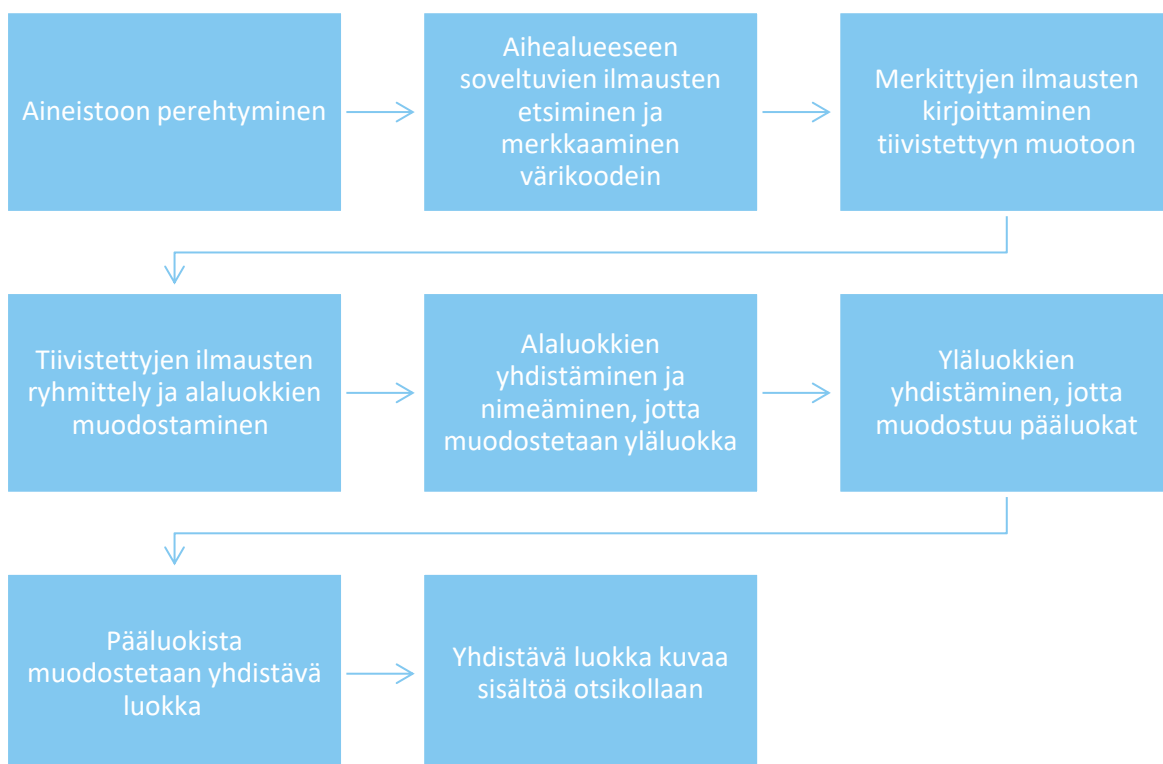 Aineistoon perehtyminen
Aihealueeseen
soveltuvien ilmausten
etsiminen ja
merkkaaminen
värikoodein
Merkittyjen ilmausten
kirjoittaminen
tiivistettyyn muotoon
Tiivistettyjen ilmausten
ryhmittely ja alaluokkien
muodostaminen
Alaluokkien
yhdistäminen ja
nimeäminen, jotta
muodostetaan yläluokka
Yläluokkien
yhdistäminen, jotta
muodostuu pääluokat
Pääluokista
muodostetaan yhdistävä
luokka
Yhdistävä luokka kuvaa
sisältöä otsikollaan